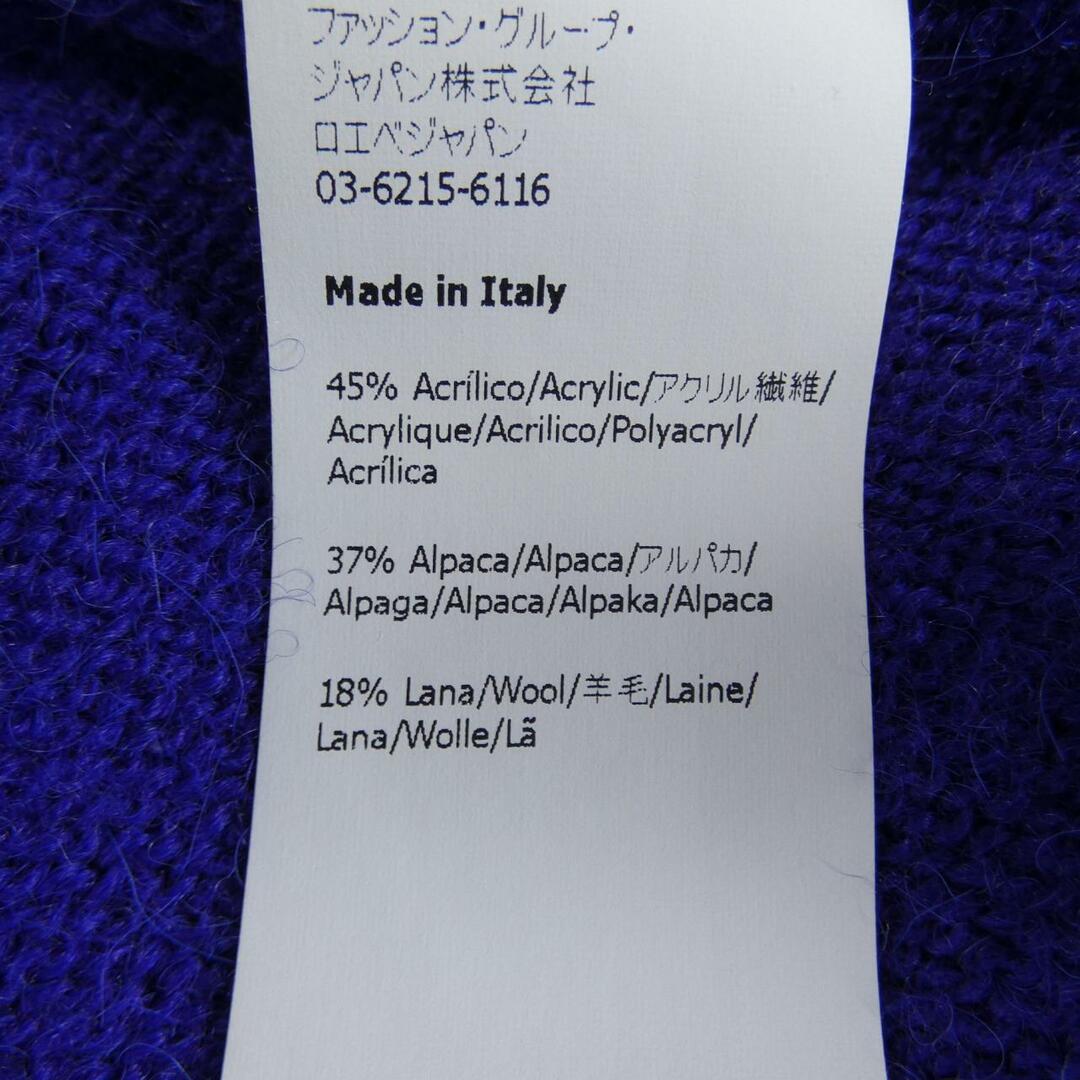 ファッション・グループ・
ジャパン株式会社
ロエベジャパン
03-6215-6116
Made in Italy
45% Acrílico/Acrylic/アクリル繊維/
Acrylique/Acrilico/Polyacryl/
Acrílica
37% Alpaca/Alpaca/アルパカ/
Alpaga/Alpaca/Alpaka/Alpaca
18% Lana/Wool/羊毛/Laine/
Lana/Wolle/Lã